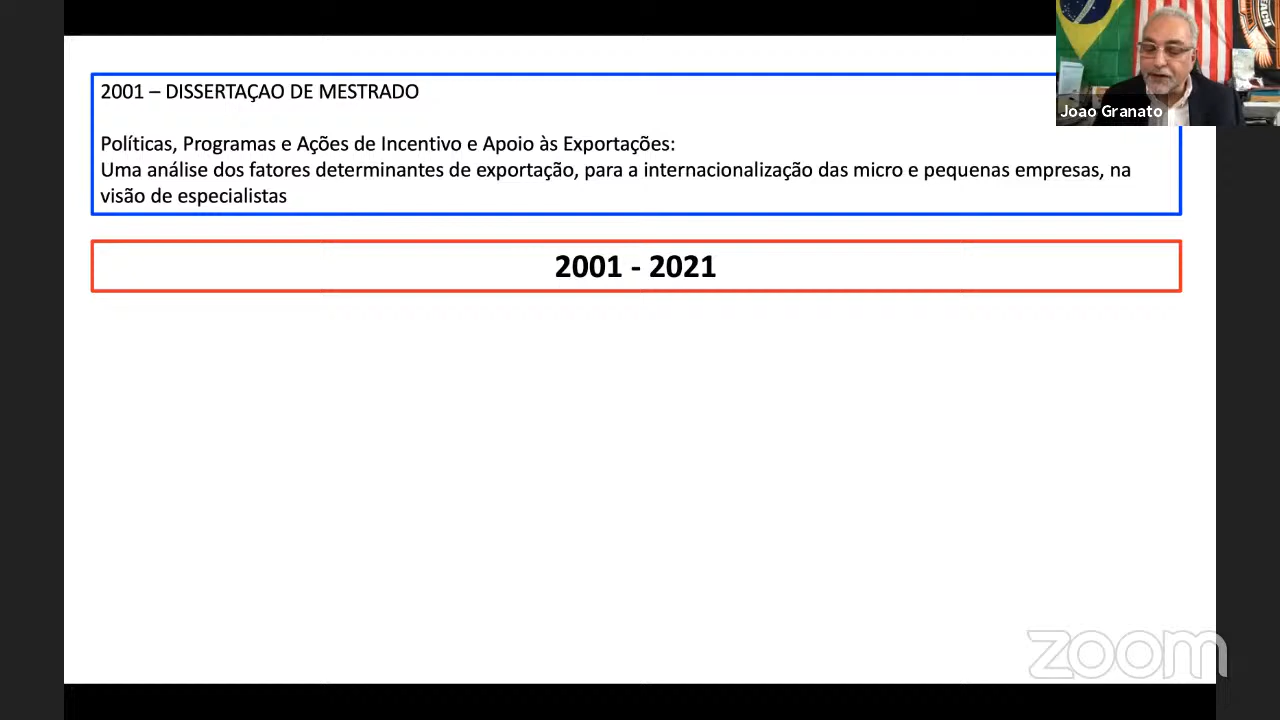 2001 – DISSERTAÇAO DE MESTRADO
Políticas, Programas e Ações de Incentivo e Apoio às Exportações:
Uma análise dos fatores determinantes de exportação, para a internacionalização das micro e pequenas empresas, na
visão de especialistas
Joao Granato
2001 - 2021
zoom